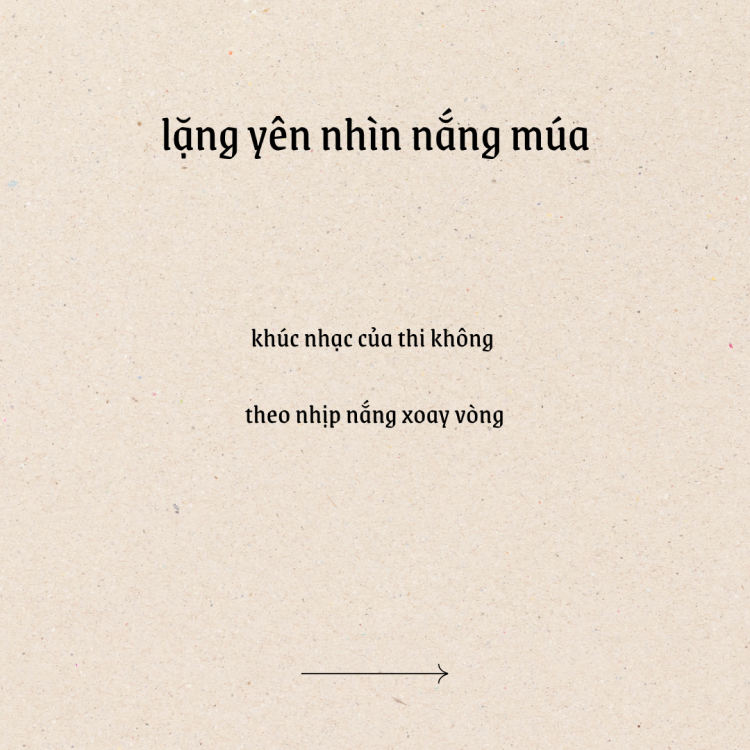 lặng yên nhìn nắng múa
khúc nhạc của thi không
theo nhịp nắng xoay vòng